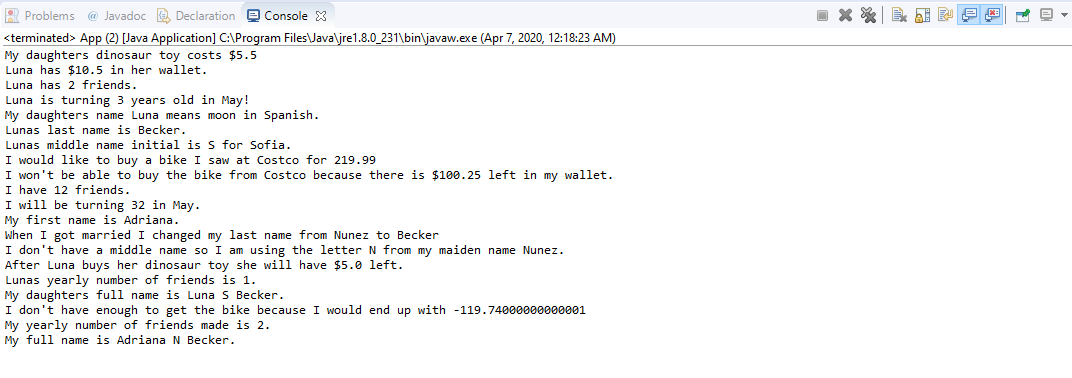 Problems @ Javadoc Declaration Console
<terminated> App (2) [Java Application] C:\Program Files\Java\jre1.8.0_231\bin\javaw.exe (Apr 7, 2020, 12:18:23 AM)
My daughters dinosaur toy costs $5.5
Luna has $10.5 in her wallet.
Luna has 2 friends.
Luna is turning 3 years old in May!
My daughters name Luna means moon in Spanish.
Lunas last name is Becker.
Lunas middle name initial is S for Sofia.
I would like to buy a bike I saw at Costco for 219.99
I won't be able to buy the bike from Costco because there is $100.25 left in my wallet.
I have 12 friends.
I will be turning 32 in May.
My first name is Adriana.
When I got married I changed my last name from Nunez to Becker
I don't have a middle name so I am using the letter N from my maiden name Nunez.
After Luna buys her dinosaur toy she will have $5.0 left.
Lunas yearly number of friends is 1.
My daughters full name is Luna S Becker.
I don't have enough to get the bike because I would end up with -119.74000000000001
My yearly number of friends made is 2.
My full name is Adriana N Becker.